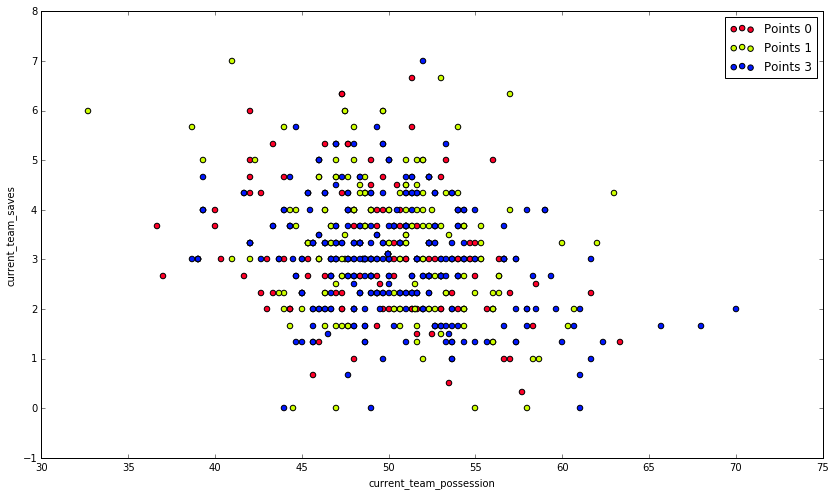 8
7
6
5
4
3
2
1
0
-1
30 35 40 45 50 55 60 65 70 75
current_team_possession
current_team_saves
Points 0
Points 1
Points 3